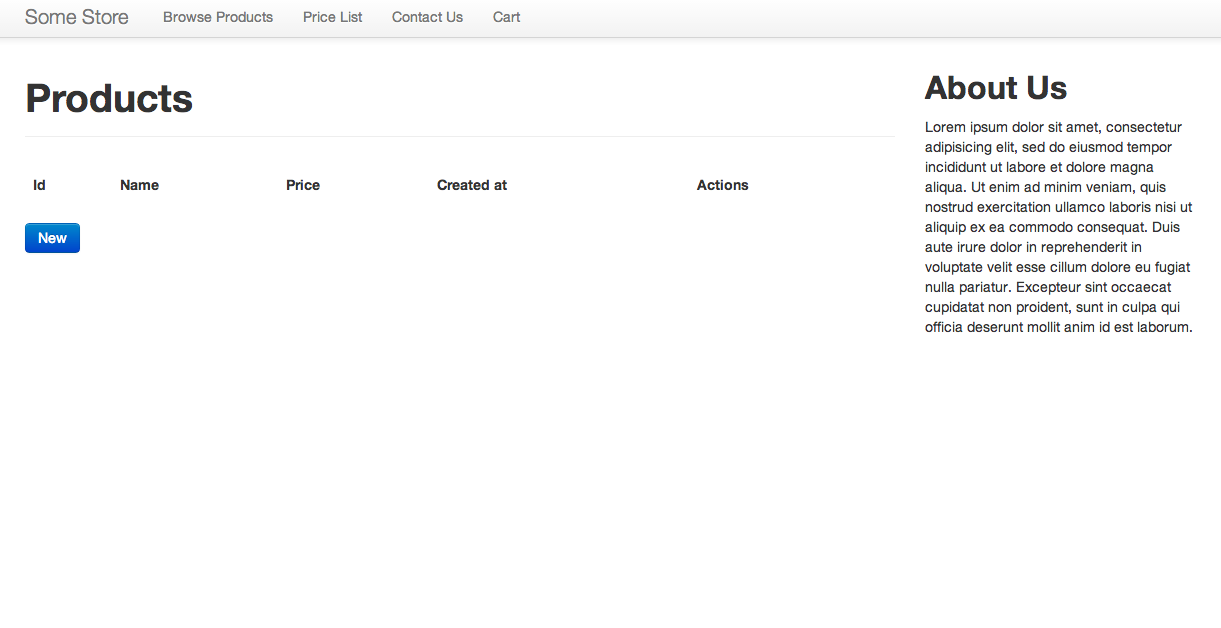 Some Store Browse Products Price List Contact Us Cart
Products
Id Name Price Created at Actions
New
About Us
Lorem ipsum dolor sit amet, consectetur
adipisicing elit, sed do eiusmod tempor
incididunt ut labore et dolore magna
aliqua. Ut enim ad minim veniam, quis
nostrud exercitation ullamco laboris nisi ut
aliquip ex ea commodo consequat. Duis
aute irure dolor in reprehenderit in
voluptate velit esse cillum dolore eu fugiat
nulla pariatur. Excepteur sint occaecat
cupidatat non proident, sunt in culpa qui
officia deserunt mollit anim id est laborum.